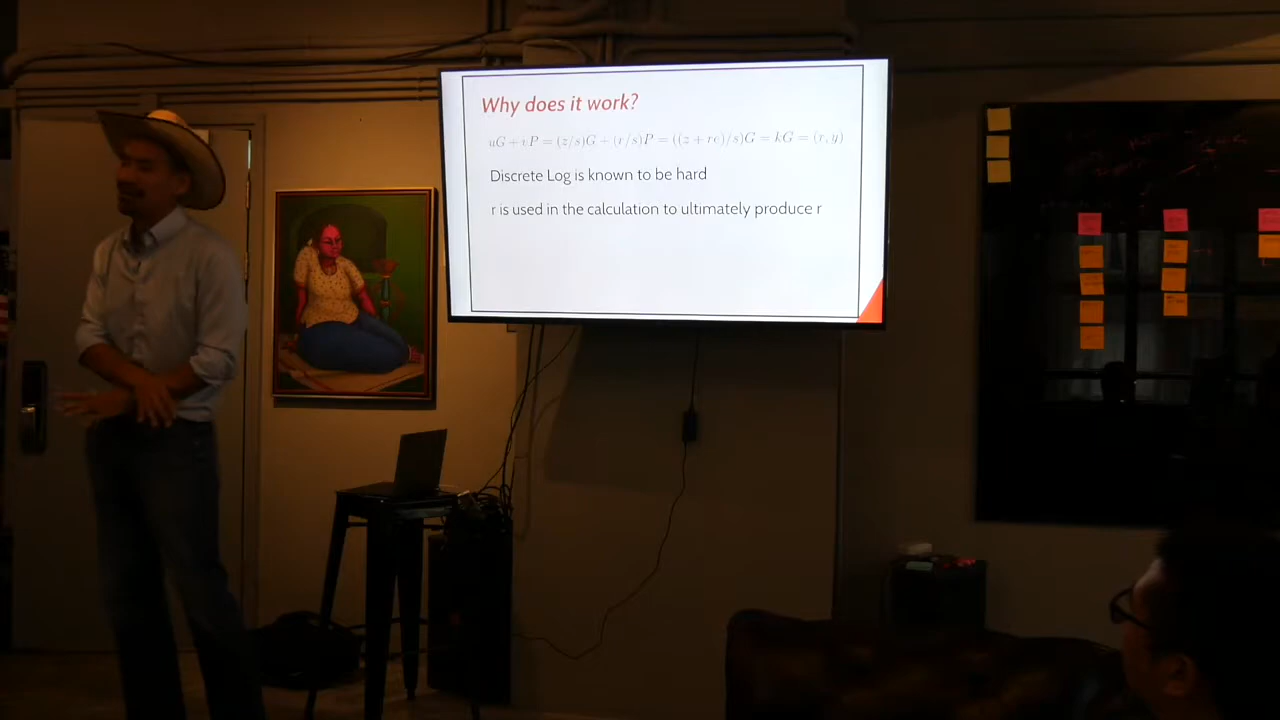 Why does it work?
uG + vP = (z/s)G + (r/s)P = ((z + re)/s)G = kG = (r, y)
Discrete Log is known to be hard
r is used in the calculation to ultimately produce r